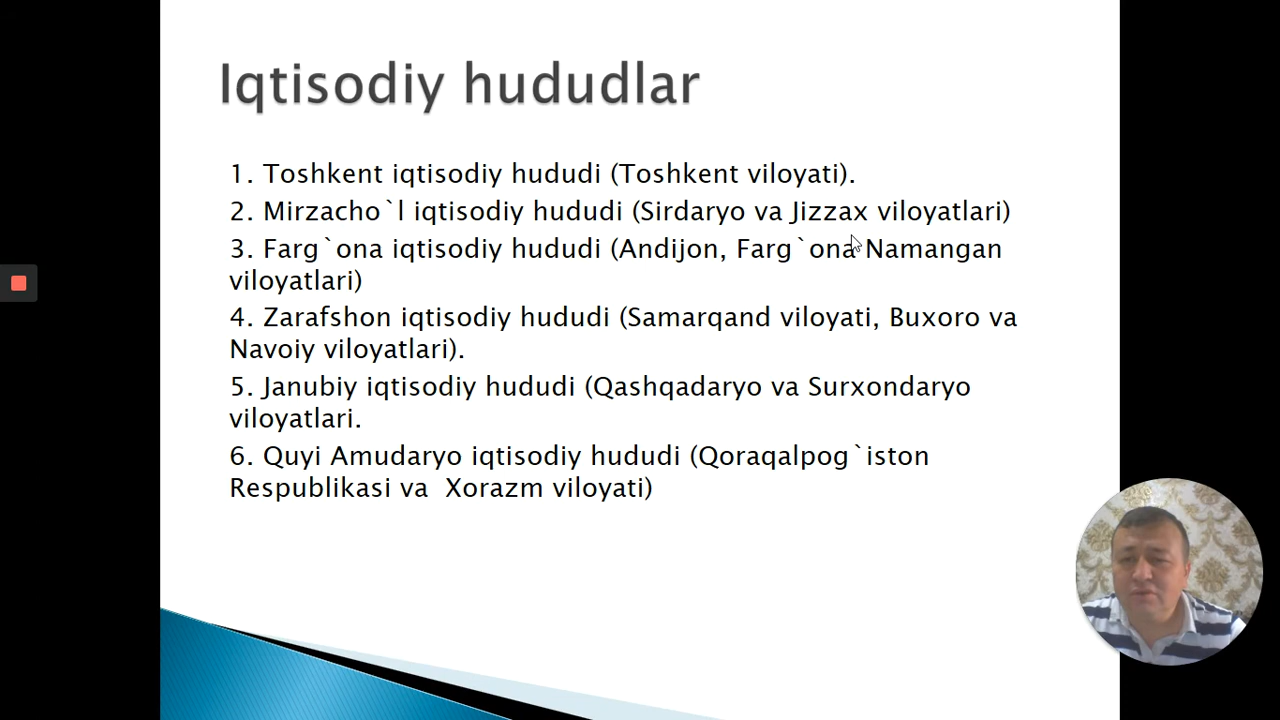 Iqtisodiy hududlar
1. Toshkent iqtisodiy hududi (Toshkent viloyati).
2. Mirzacho`l iqtisodiy hududi (Sirdaryo va Jizzax viloyatlari)
3. Farg`ona iqtisodiy hududi (Andijon, Farg`ona Namangan
viloyatlari)
4. Zarafshon iqtisodiy hududi (Samarqand viloyati, Buxoro va
Navoiy viloyatlari).
5. Janubiy iqtisodiy hududi (Qashqadaryo va Surxondaryo
viloyatlari.
6. Quyi Amudaryo iqtisodiy hududi (Qoraqalpog`iston
Respublikasi va  Xorazm viloyati)